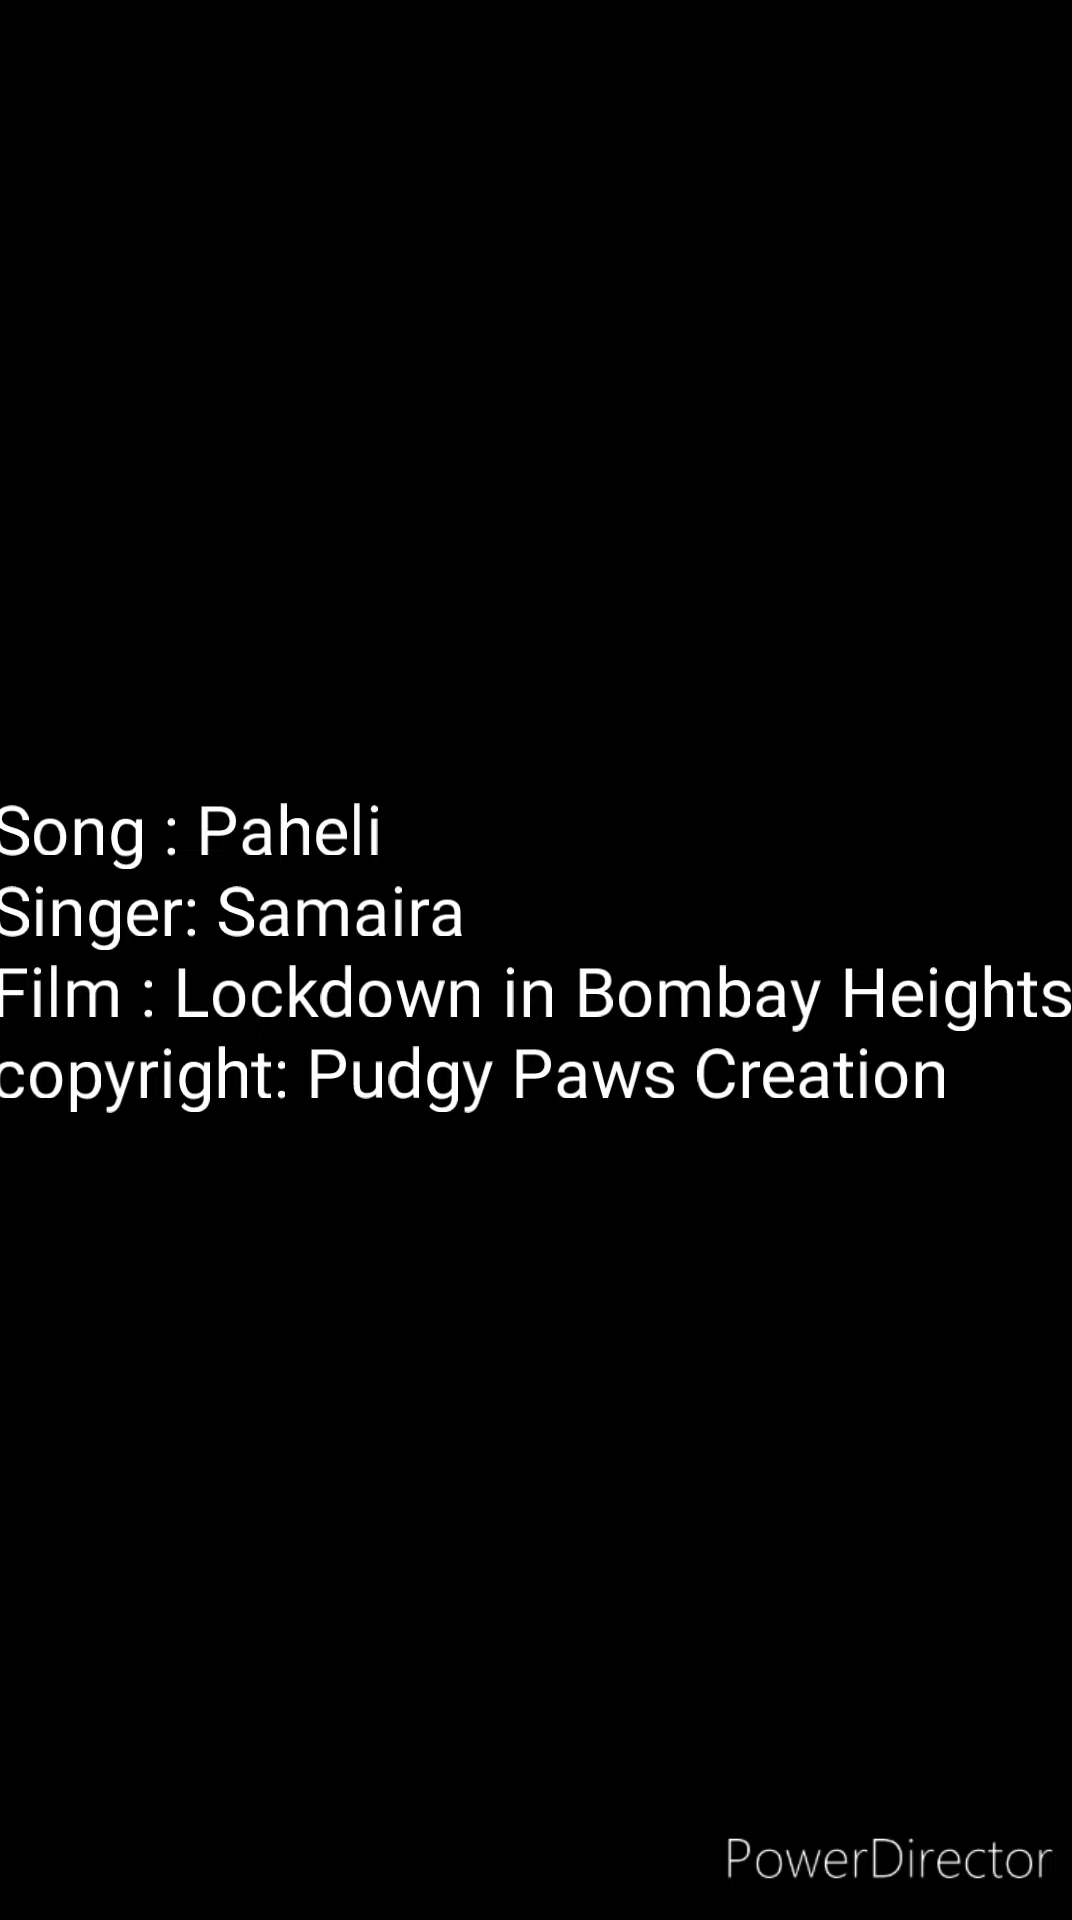 Song : Paheli
Singer: Samaira
Film : Lockdown in Bombay Heights
copyright: Pudgy Paws Creation
PowerDirector